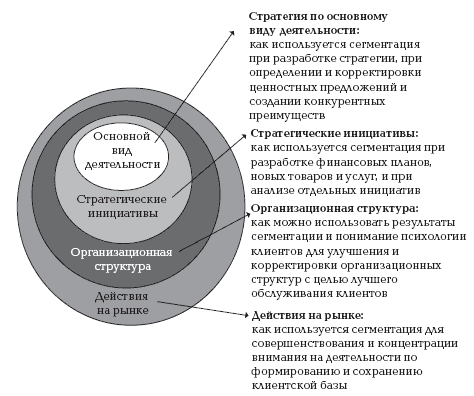 Стратегия по основному
виду деятельности:
как используется сегментация
при разработке стратегии, при
определении и корректировки
ценностных предложений и
создании конкурентных
преимуществ
Стратегические инициативы:
как используется сегментация при
разработке финансовых планов,
новых товаров и услуг, и при
анализе отдельных инициатив
Организационная структура:
как можно использовать результаты
сегментации и понимание психологии
клиентов для улучшения и
корректировки организационных
структур с целью лучшего
обслуживания клиентов
Действия на рынке:
как используется сегментация для
совершенствования и концентрации
внимания на деятельности по
формированию и сохранению
клиентской базы
Основной
вид
деятельности
Стратегические
инициативы
Организационная
структура
Действия
на рынке